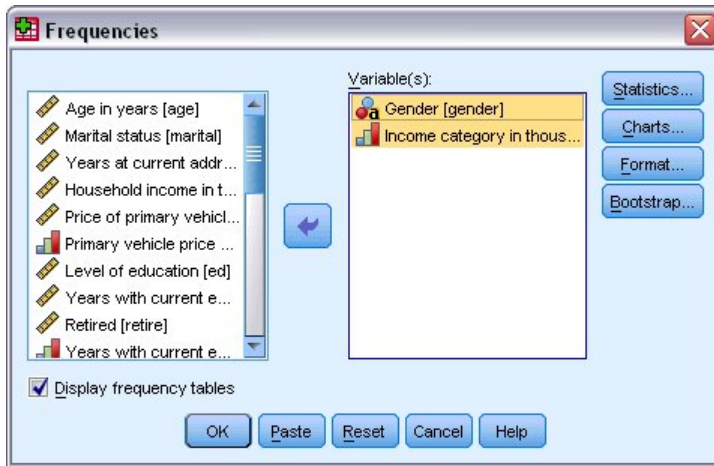 Frequencies
Variable(s):
Age in years [age]
Marital status [marital]
Years at current addr...
Household income in t...
Price of primary vehicl...
Primary vehicle price ...
Level of education [ed]
Years with current e...
Retired [retire]
Years with current e...
Gender [gender]
Income category in thous...
Statistics...
Charts...
Format...
Bootstrap...
Display frequency tables
OK
Paste
Reset
Cancel
Help